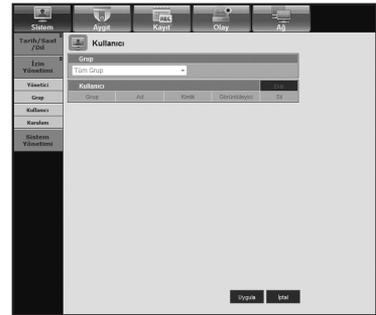 Sistem Aygıt Kayıt Olay Ağ
REC
Tarih/Saat
/Dil
İzin
Yönetimi
Yönetici
Grup
Kullanıcı
Kurulum
Sistem
Yönetimi
Kullanıcı
Grup
Tüm Grup
Kullanıcı Ekle
Grup Ad Kimlik Görüntüleyici Sil
Uygula İptal